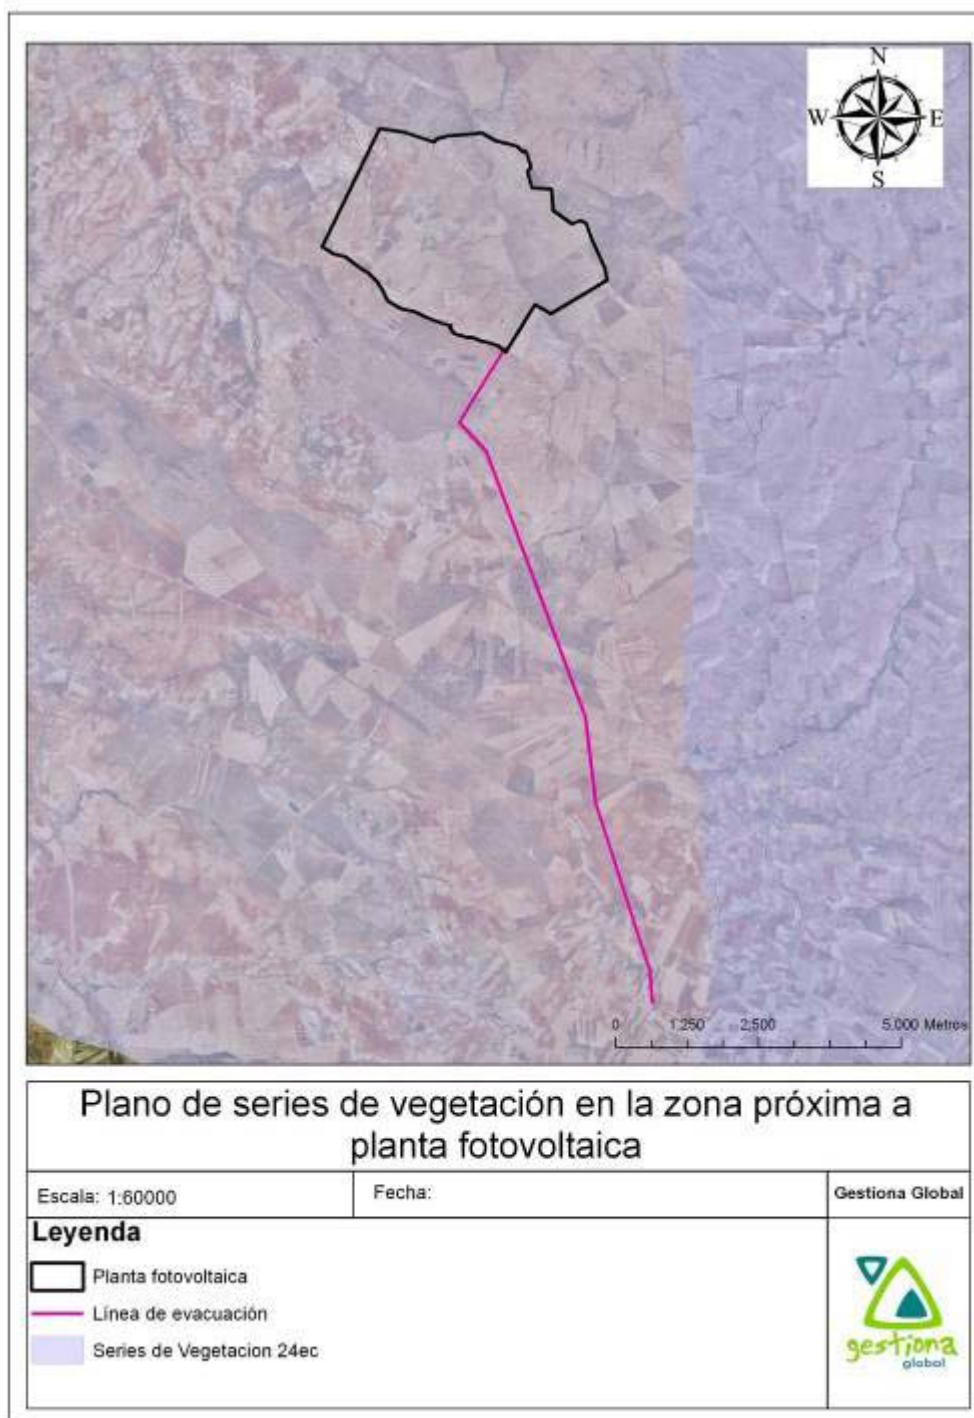 N
W E
S
0 1.250 2.500 5.000 Metros
Plano de series de vegetación en la zona próxima a
planta fotovoltaica
Escala: 1:60000
Fecha:
Gestiona Global
Leyenda
Planta fotovoltaica
Línea de evacuación
Series de Vegetacion 24ec
gestiona
global